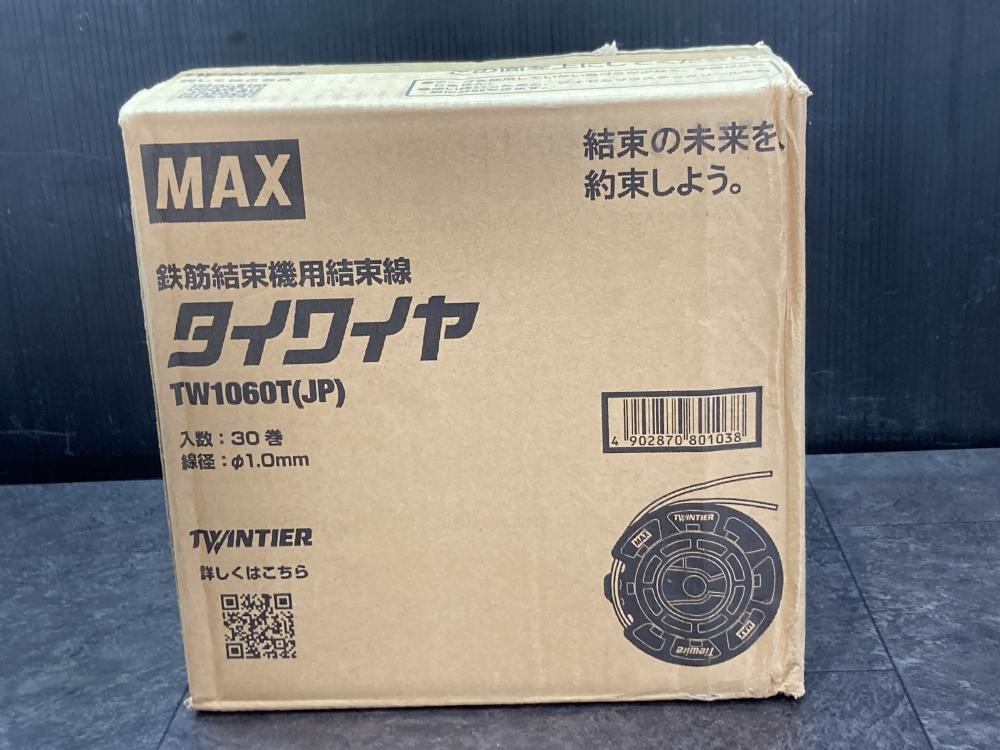 MAX
結束の未来を、
約束しよう。
鉄筋結束機用結束線
タイワイヤ
TW1060T(JP)
入数：30巻
線径：φ1.0mm
4 902870 801038
TWINTIER
詳しくはこちら
TWINTIER
MAX
MAX
Tiewire